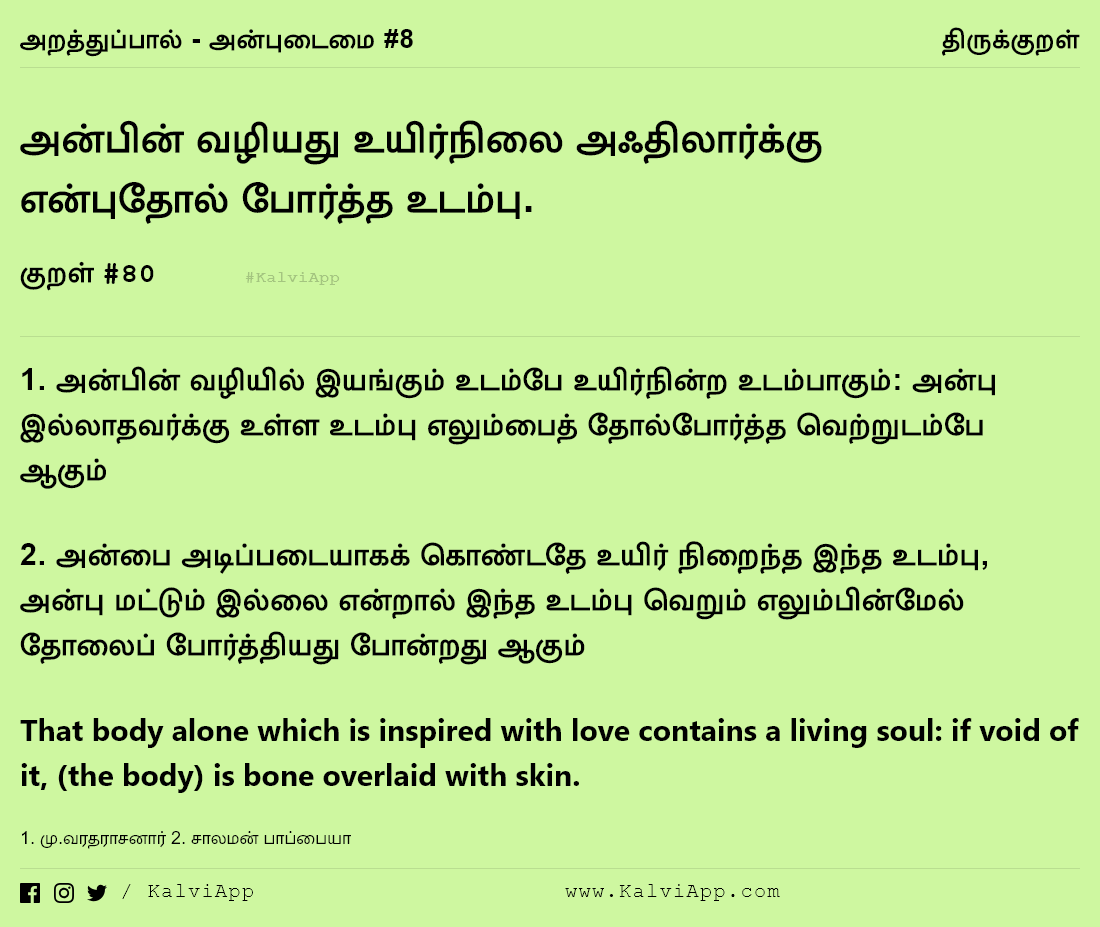 அறத்துப்பால் - அன்புடைமை #8 திருக்குறள்
அன்பின் வழியது உயிர்நிலை அஃதிலார்க்கு
என்புதோல் போர்த்த உடம்பு.
குறள் #80 #KalviApp
1. அன்பின் வழியில் இயங்கும் உடம்பே உயிர்நின்ற உடம்பாகும்: அன்பு
இல்லாதவர்க்கு உள்ள உடம்பு எலும்பைத் தோல்போர்த்த வெற்றுடம்பே
ஆகும்
2. அன்பை அடிப்படையாகக் கொண்டதே உயிர் நிறைந்த இந்த உடம்பு,
அன்பு மட்டும் இல்லை என்றால் இந்த உடம்பு வெறும் எலும்பின்மேல்
தோலைப் போர்த்தியது போன்றது ஆகும்
That body alone which is inspired with love contains a living soul: if void of
it, (the body) is bone overlaid with skin.
1. மு.வரதராசனார் 2. சாலமன் பாப்பையா
/ KalviApp www.KalviApp.com